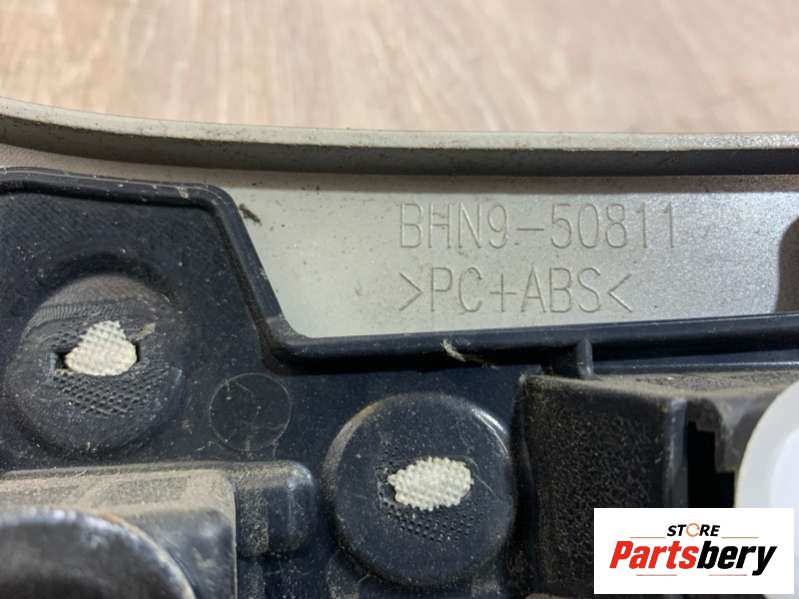 BHN9-50811
>PC+ABS<
STORE
Partsbery